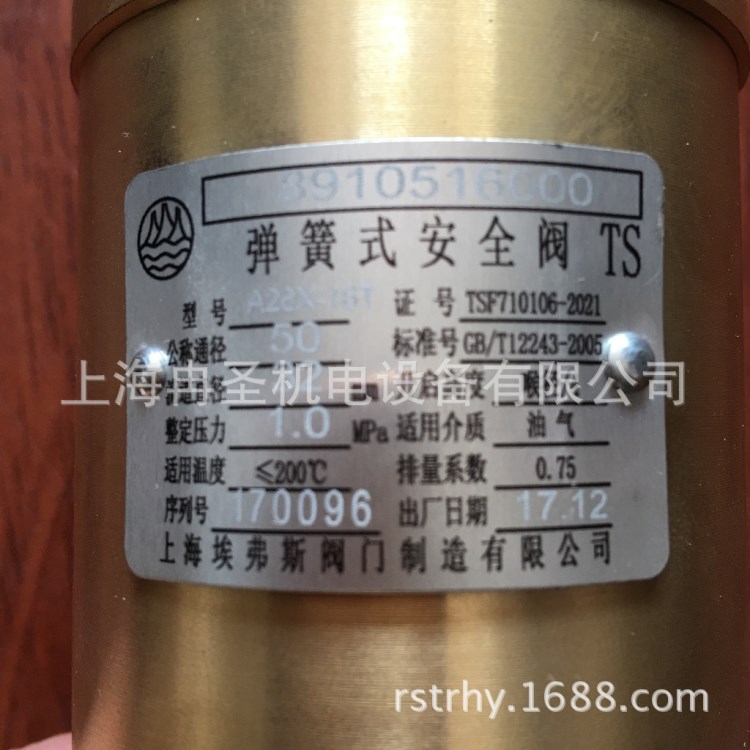 8910516000
弹簧式安全阀 TS
型号 A28X-16T 证号 TSF710106-2021
公称通径 50 标准号 GB/T12243-2005
上海冉圣机电设备有限公司
整定压力 1.0 MPa 适用介质 油气
适用温度 ≤200℃ 排量系数 0.75
序列号 170096 出厂日期 17.12
上海埃弗斯阀门制造有限公司
rstrhy.1688.com